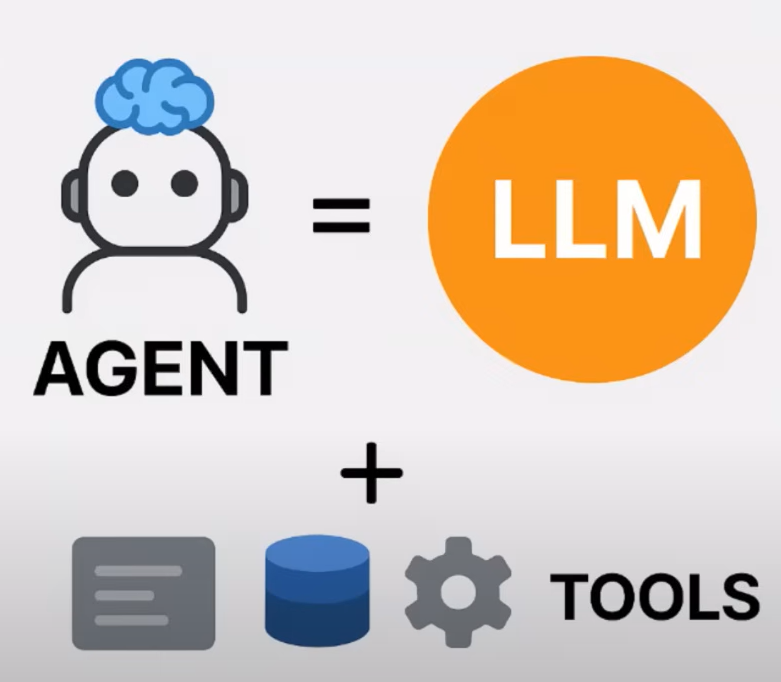 =
LLM
AGENT
+
TOOLS